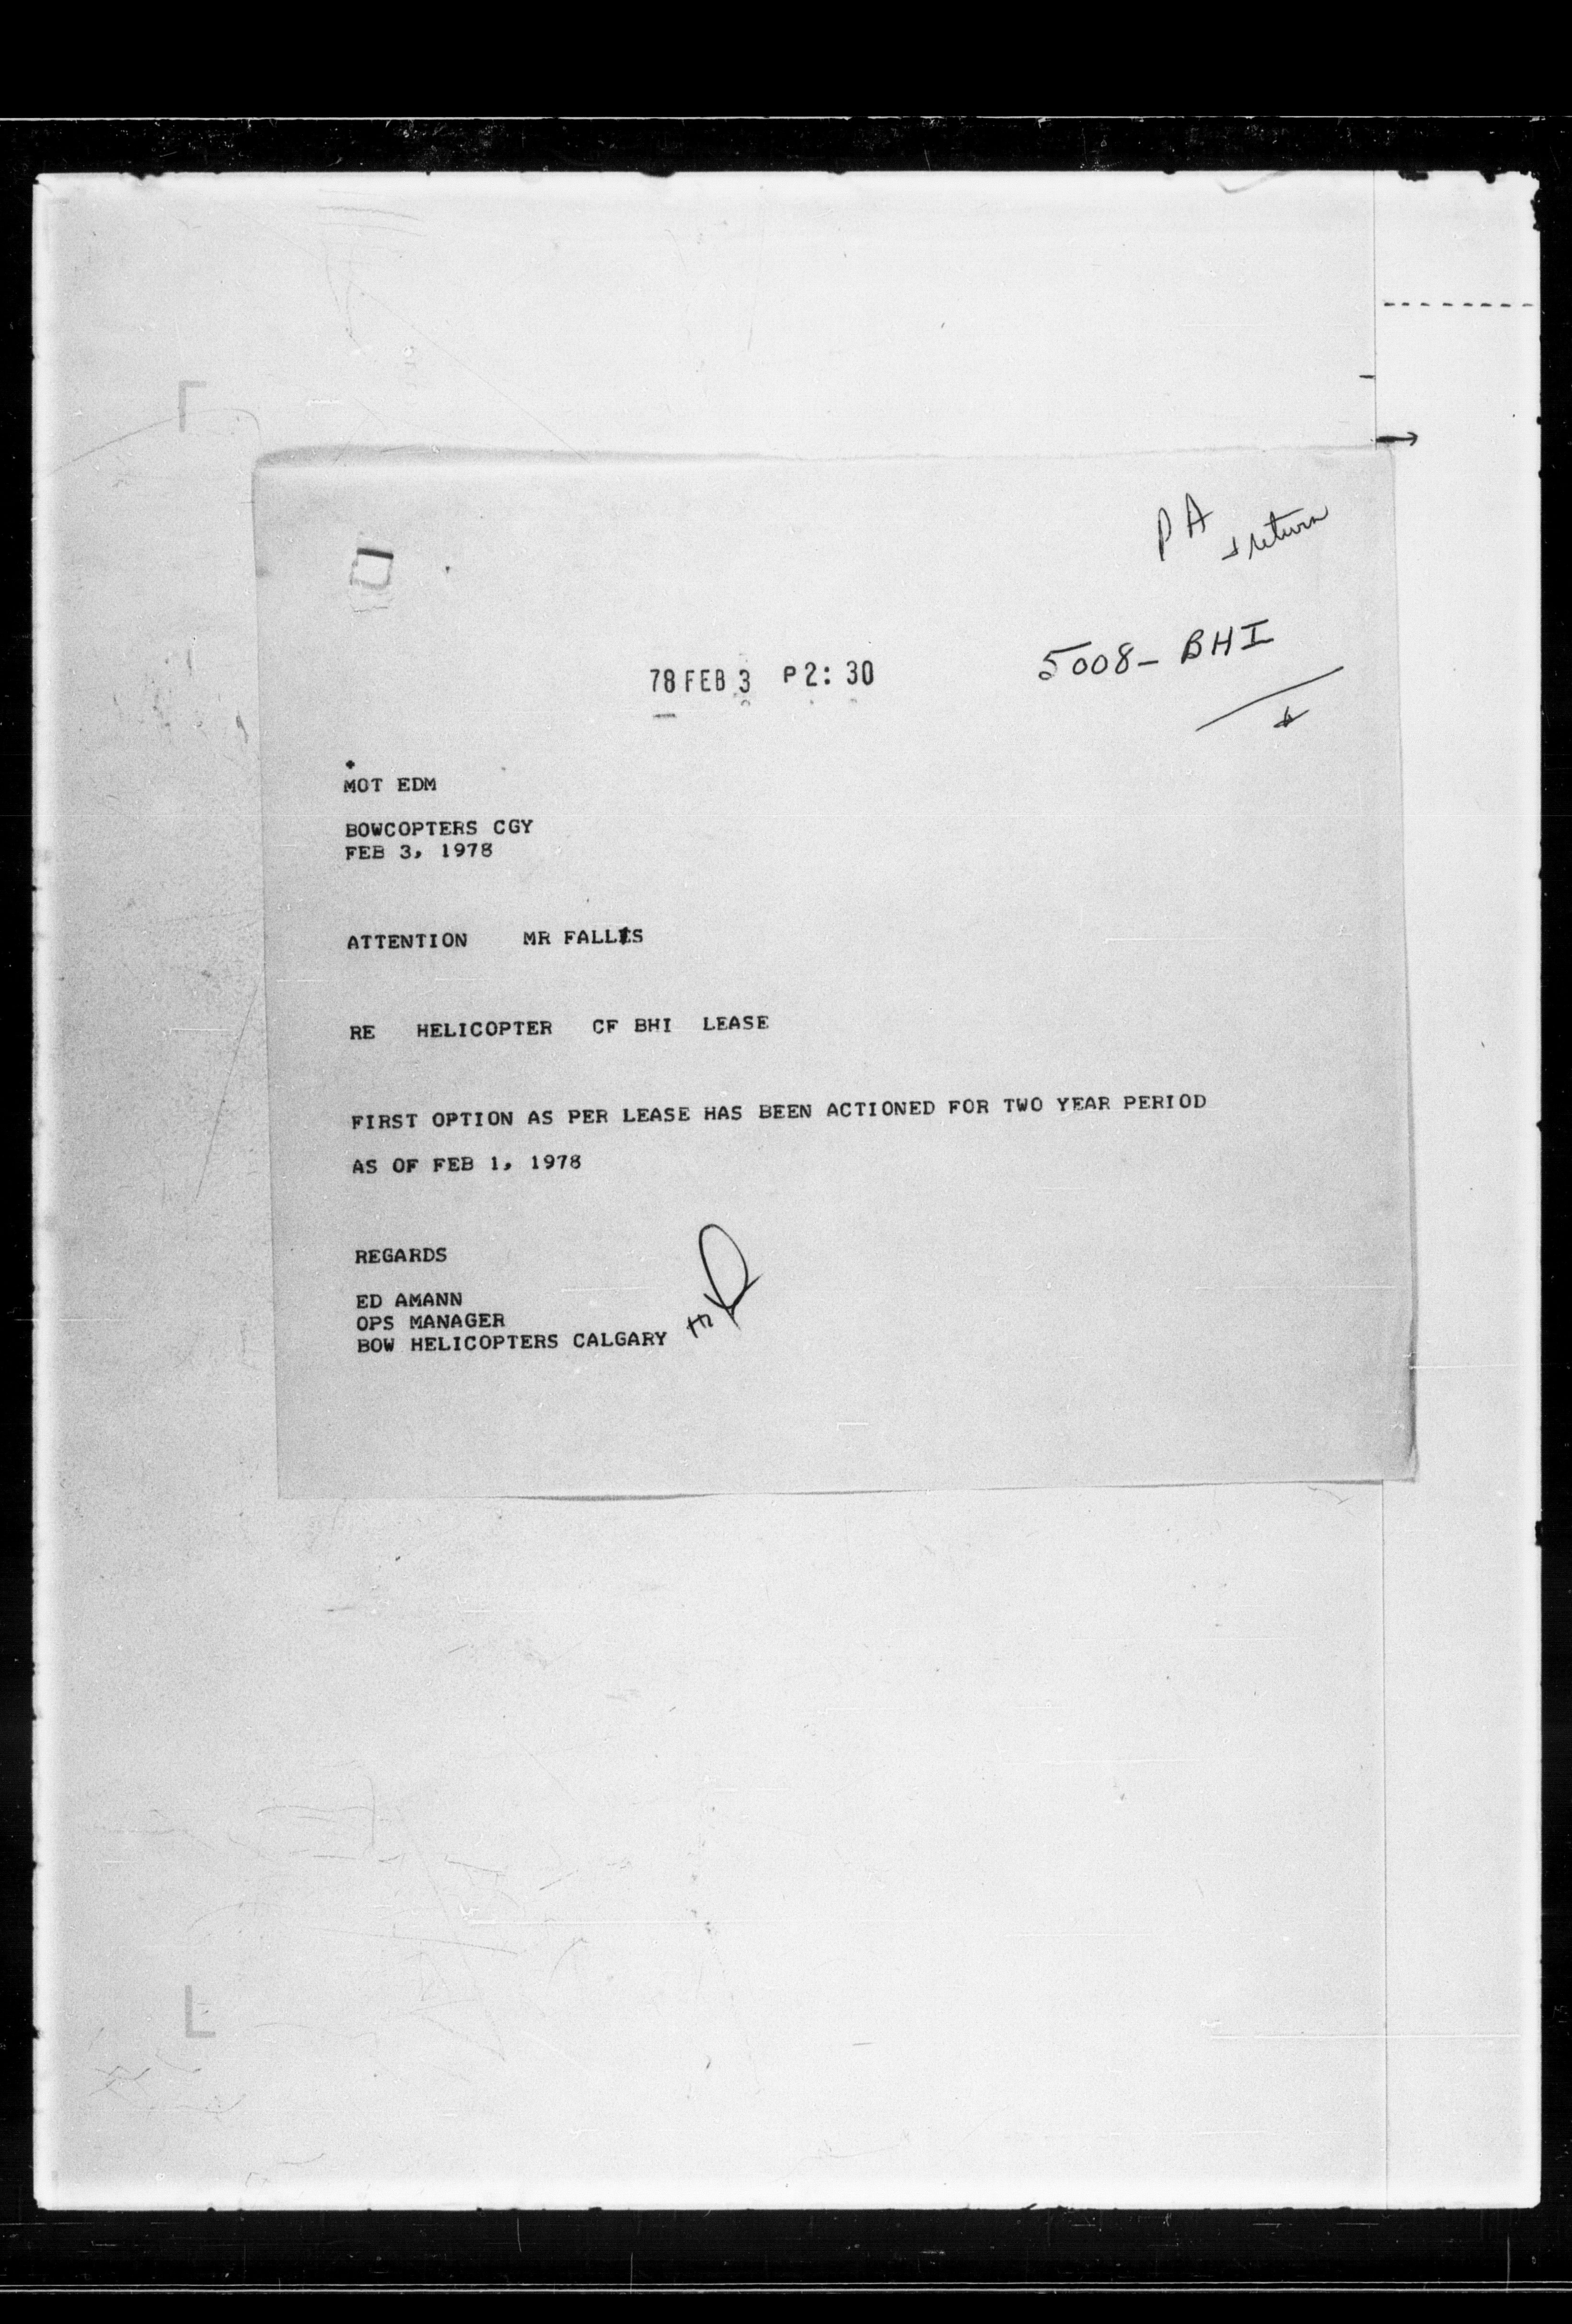 PA
+ return
5008- BHI
78 FEB 3 P 2: 30
MOT EDM
BOWCOPTERS CGY
FEB 3, 1978
ATTENTION MR FALLIS
RE HELICOPTER CF BHI LEASE
FIRST OPTION AS PER LEASE HAS BEEN ACTIONED FOR TWO YEAR PERIOD
AS OF FEB 1, 1978
REGARDS
ED AMANN
OPS MANAGER
BOW HELICOPTERS CALGARY